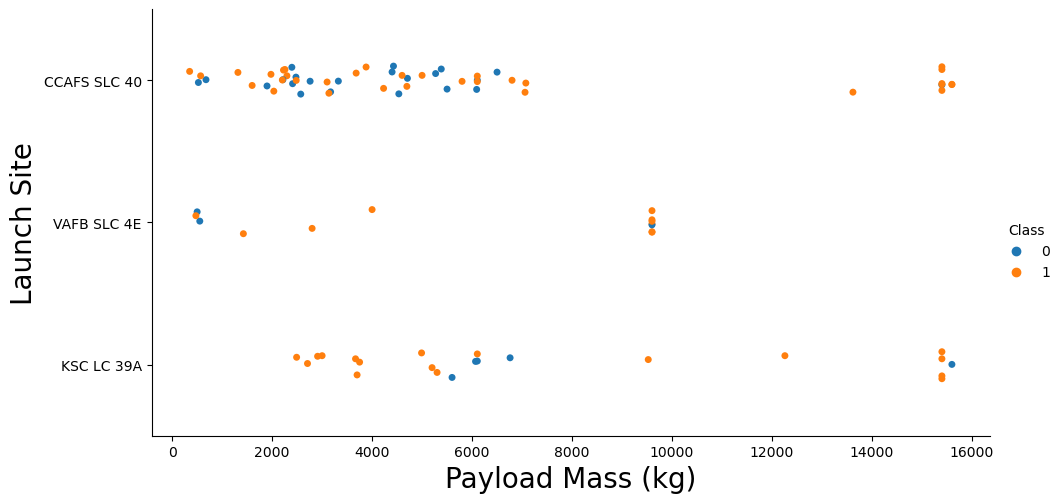 CCAFS SLC 40
VAFB SLC 4E
KSC LC 39A
Launch Site
0
2000
4000
6000
8000
10000
12000
14000
16000
Payload Mass (kg)
Class
0
1